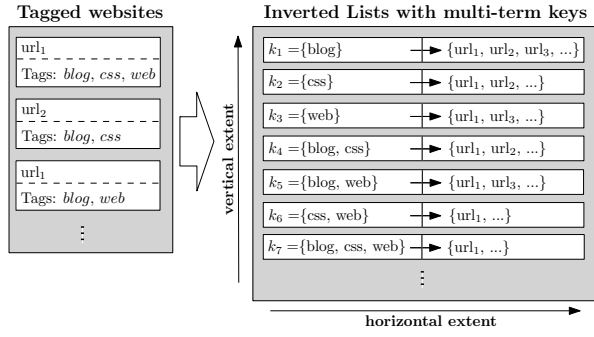 Tagged websites
url₁
Tags: blog, css, web
url₂
Tags: blog, css
url₁
Tags: blog, web
⋮
Inverted Lists with multi-term keys
vertical extent
k₁ ={blog} → {url₁, url₂, url₃, ...}
k₂ ={css} → {url₁, url₂, ...}
k₃ ={web} → {url₁, url₃, ...}
k₄ ={blog, css} → {url₁, url₂, ...}
k₅ ={blog, web} → {url₁, url₃, ...}
k₆ ={css, web} → {url₁, ...}
k₇ ={blog, css, web} → {url₁, ...}
⋮
horizontal extent